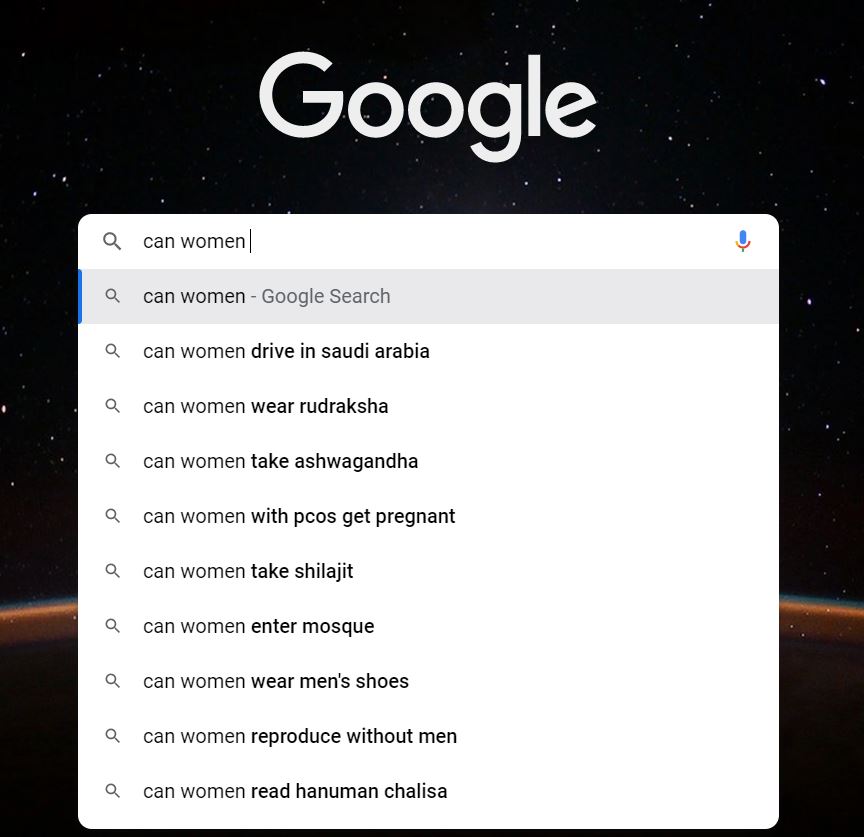 Google
can women
can women - Google Search
can women drive in saudi arabia
can women wear rudraksha
can women take ashwagandha
can women with pcos get pregnant
can women take shilajit
can women enter mosque
can women wear men's shoes
can women reproduce without men
can women read hanuman chalisa